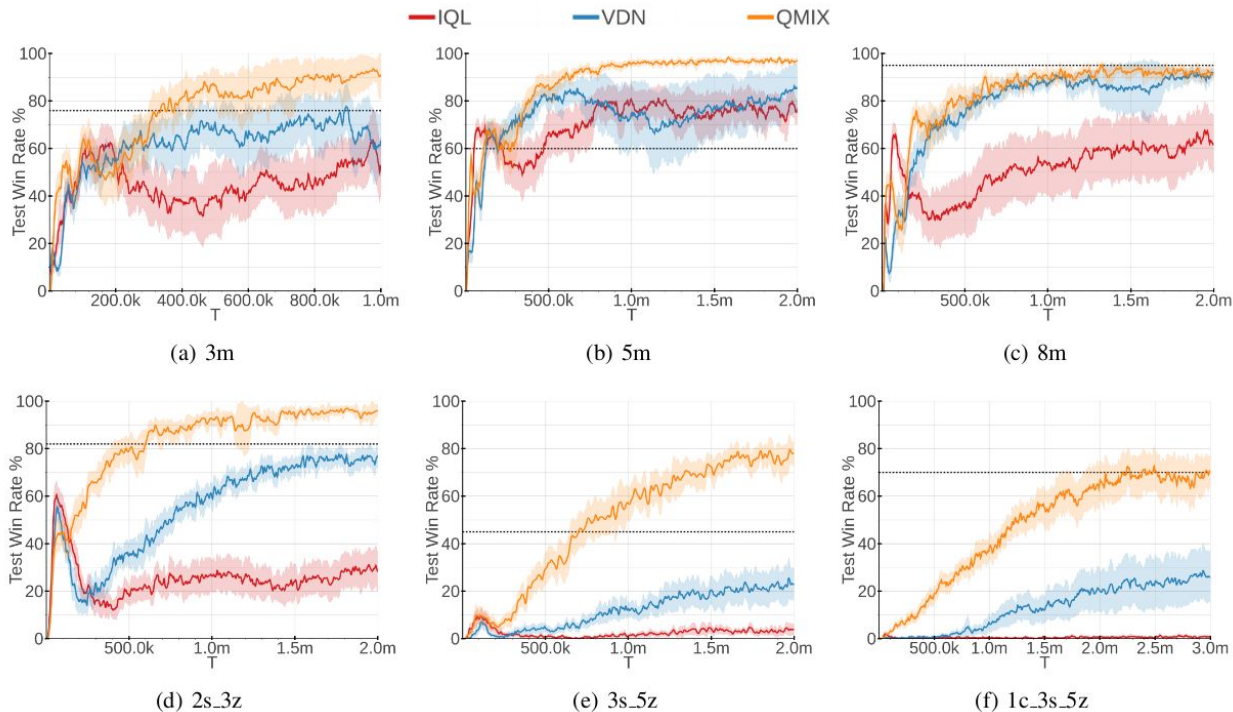 IQL VDN QMIX
Test Win Rate %
100
80
60
40
20
0
200.0k 400.0k 600.0k 800.0k 1.0m
T
(a) 3m
Test Win Rate %
100
80
60
40
20
0
500.0k 1.0m 1.5m 2.0m
T
(b) 5m
Test Win Rate %
100
80
60
40
20
0
500.0k 1.0m 1.5m 2.0m
T
(c) 8m
Test Win Rate %
100
80
60
40
20
0
500.0k 1.0m 1.5m 2.0m
T
(d) 2s_3z
Test Win Rate %
100
80
60
40
20
0
500.0k 1.0m 1.5m 2.0m
T
(e) 3s_5z
Test Win Rate %
100
80
60
40
20
0
500.0k 1.0m 1.5m 2.0m 2.5m 3.0m
T
(f) 1c_3s_5z